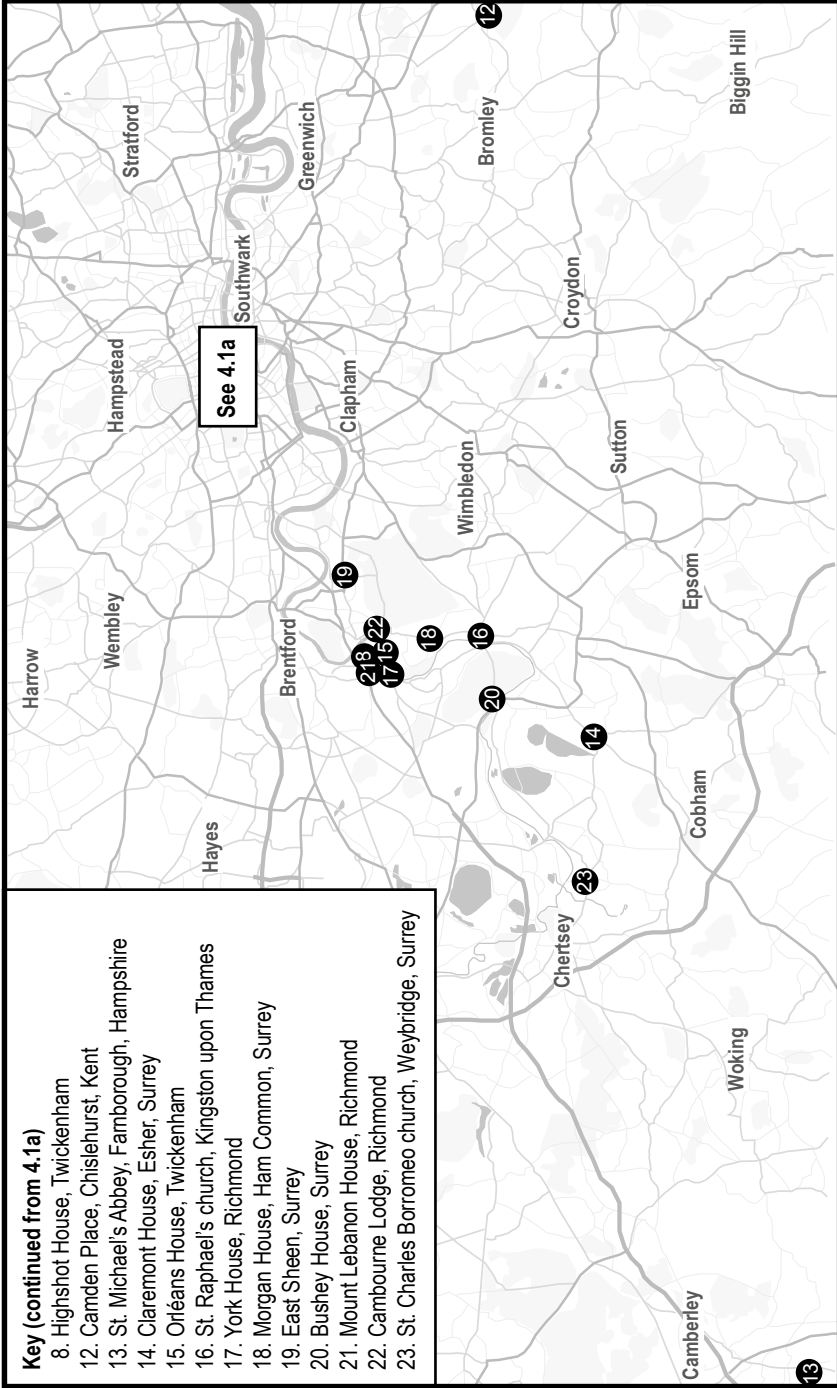 Key (continued from 4.1a)
8. Highshot House, Twickenham
12. Camden Place, Chislehurst, Kent
13. St. Michael's Abbey, Farnborough, Hampshire
14. Claremont House, Esher, Surrey
15. Orléans House, Twickenham
16. St. Raphael's church, Kingston upon Thames
17. York House, Richmond
18. Morgan House, Ham Common, Surrey
19. East Sheen, Surrey
20. Bushey House, Surrey
21. Mount Lebanon House, Richmond
22. Cambourne Lodge, Richmond
23. St. Charles Borromeo church, Weybridge, Surrey
Harrow
Wembley
Hampstead
Stratford
Hayes
Brentford
See 4.1a
Southwark
Greenwich
Clapham
19
22
8
21
15
17
18
16
20
Wimbledon
Bromley
12
14
23
Chertsey
Sutton
Croydon
Epsom
Cobham
Biggin Hill
Woking
Camberley
13